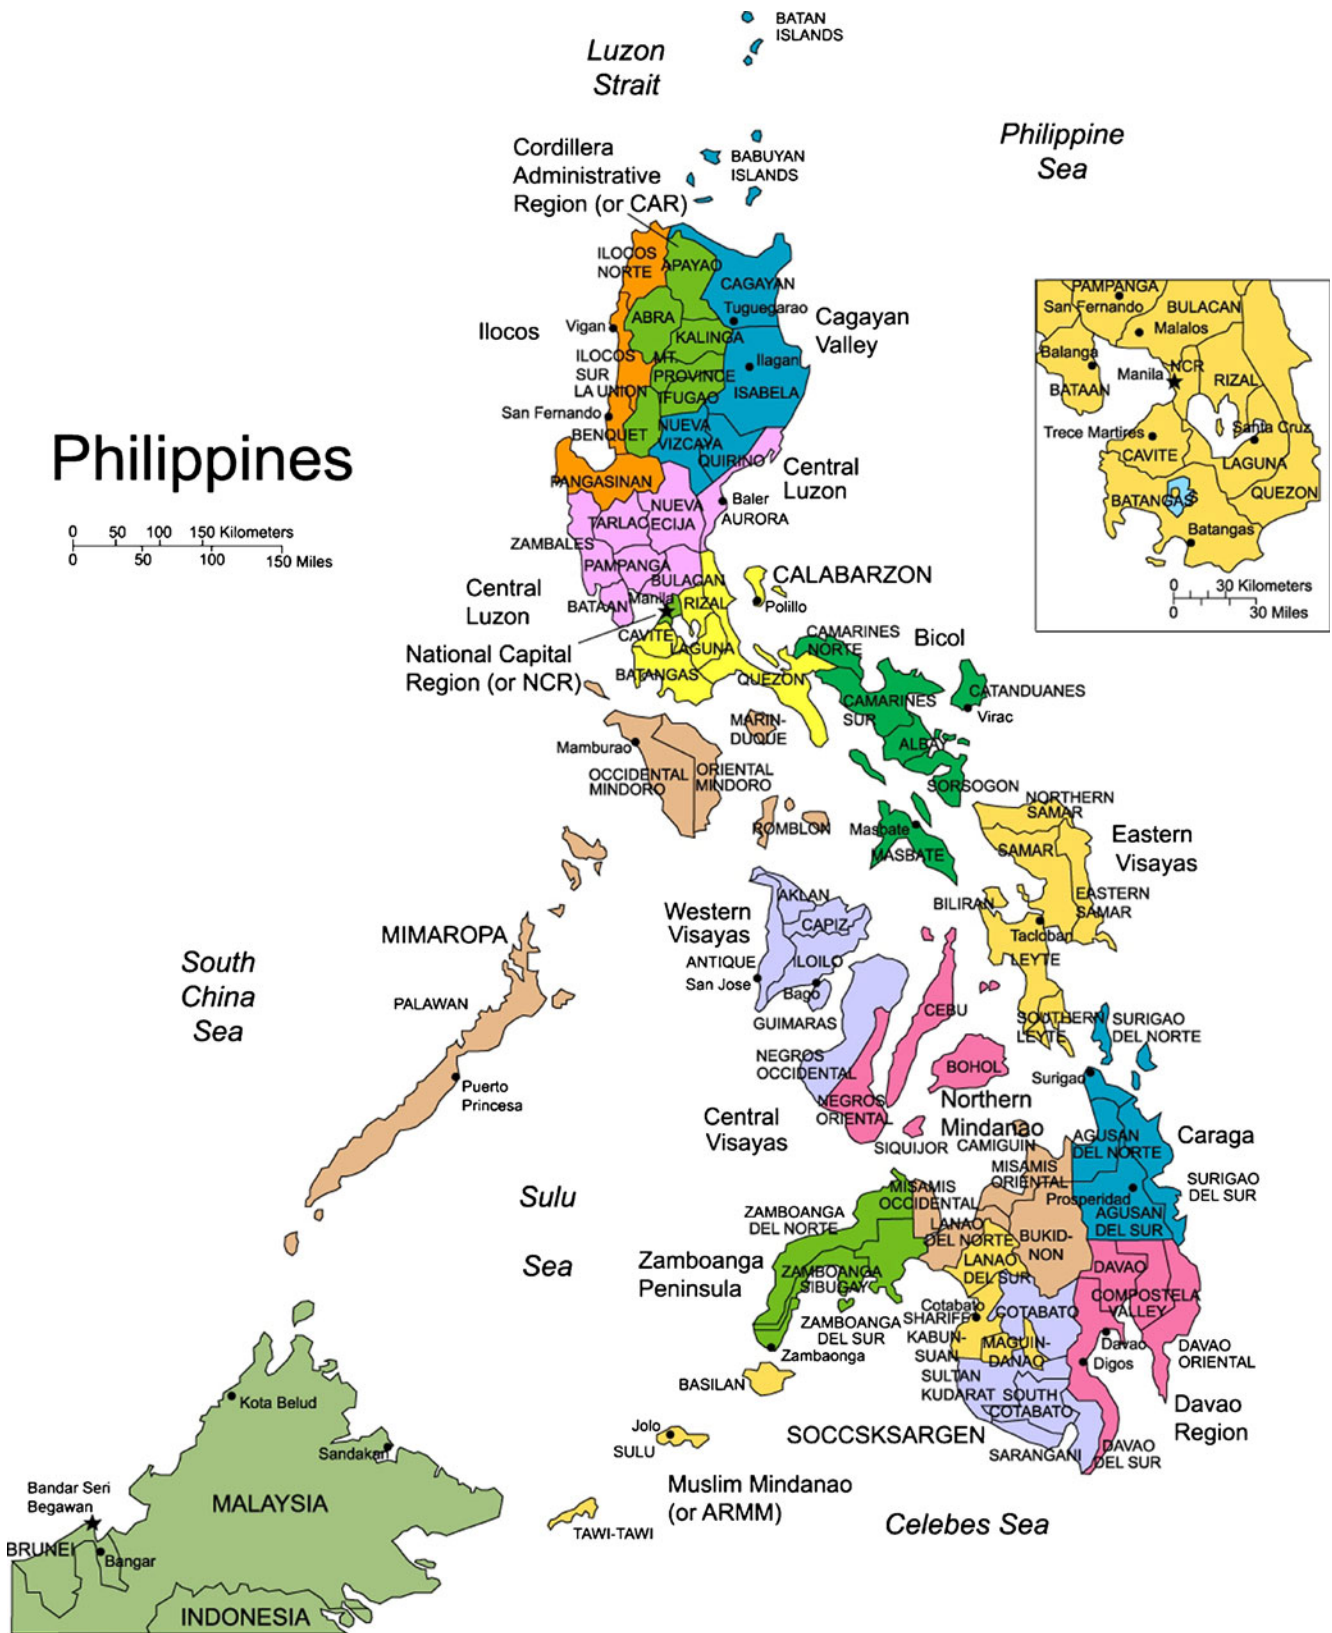 BATAN
ISLANDS
Luzon
Strait
Philippine
Sea
Cordillera
Administrative
Region (or CAR)
BABUYAN
ISLANDS
ILOCOS
NORTE
APAYAO
CAGAYAN
Tuguegarao
Ilocos
Vigan
ABRA
KALINGA
Cagayan
Valley
ILOCOS
SUR
MT.
PROVINCE
Ilagan
LA UNION
IFUGAO
ISABELA
San Fernando
BENQUET
NUEVA
VIZCAYA
QUIRINO
Philippines
0 50 100 150 Kilometers
0 50 100 150 Miles
PANGASINAN
Central
Luzon
NUEVA
ECIJA
Baler
AURORA
TARLAC
ZAMBALES
PAMPANGA
BULACAN
CALABARZON
Central
Luzon
BATAAN
Manila
RIZAL
Polillo
CAVITE
LAGUNA
National Capital
Region (or NCR)
BATANGAS
QUEZON
CAMARINES
NORTE
Bicol
CATANDUANES
Virac
CAMARINES
SUR
ALBAY
SORSOGON
PAMPANGA
San Fernando
BULACAN
Malalos
Balanga
NCR
Manila
RIZAL
BATAAN
Trece Martires
Santa Cruz
CAVITE
LAGUNA
BATANGAS
QUEZON
Batangas
0 30 Kilometers
0 30 Miles
MARIN-
DUQUE
Mamburao
OCCIDENTAL
MINDORO
ORIENTAL
MINDORO
ROMBLON
Masbate
MASBATE
NORTHERN
SAMAR
SAMAR
Eastern
Visayas
BILIRAN
EASTERN
SAMAR
Tacloban
LEYTE
SOUTHERN
LEYTE
Western
Visayas
AKLAN
CAPIZ
ANTIQUE
ILOILO
San Jose
Bago
GUIMARAS
NEGROS
OCCIDENTAL
CEBU
BOHOL
NEGROS
ORIENTAL
Central
Visayas
SIQUIJOR
MIMAROPA
PALAWAN
Puerto
Princesa
South
China
Sea
Sulu
Sea
SURIGAO
DEL NORTE
Surigao
Northern
Mindanao
CAMIGUIN
AGUSAN
DEL NORTE
Caraga
MISAMIS
ORIENTAL
Prosperidad
SURIGAO
DEL SUR
AGUSAN
DEL SUR
MISAMIS
OCCIDENTAL
LANAO
DEL NORTE
BUKID-
NON
LANAO
DEL SUR
ZAMBOANGA
DEL NORTE
Zamboanga
Peninsula
ZAMBOANGA
SIBUGAY
ZAMBOANGA
DEL SUR
Zambaonga
Cotabato
SHARIFF
KABUN-
SUAN
COTABATO
MAGUIN-
DANAO
DAVAO
COMPOSTELA
VALLEY
Davao
Digos
DAVAO
ORIENTAL
Davao
Region
SULTAN
KUDARAT
SOUTH
COTABATO
SOCCSKSARGEN
SARANGANI
DAVAO
DEL SUR
BASILAN
Jolo
SULU
Muslim Mindanao
(or ARMM)
TAWI-TAWI
Celebes Sea
Kota Belud
Sandakan
Bandar Seri
Begawan
MALAYSIA
BRUNEI
Bangar
INDONESIA